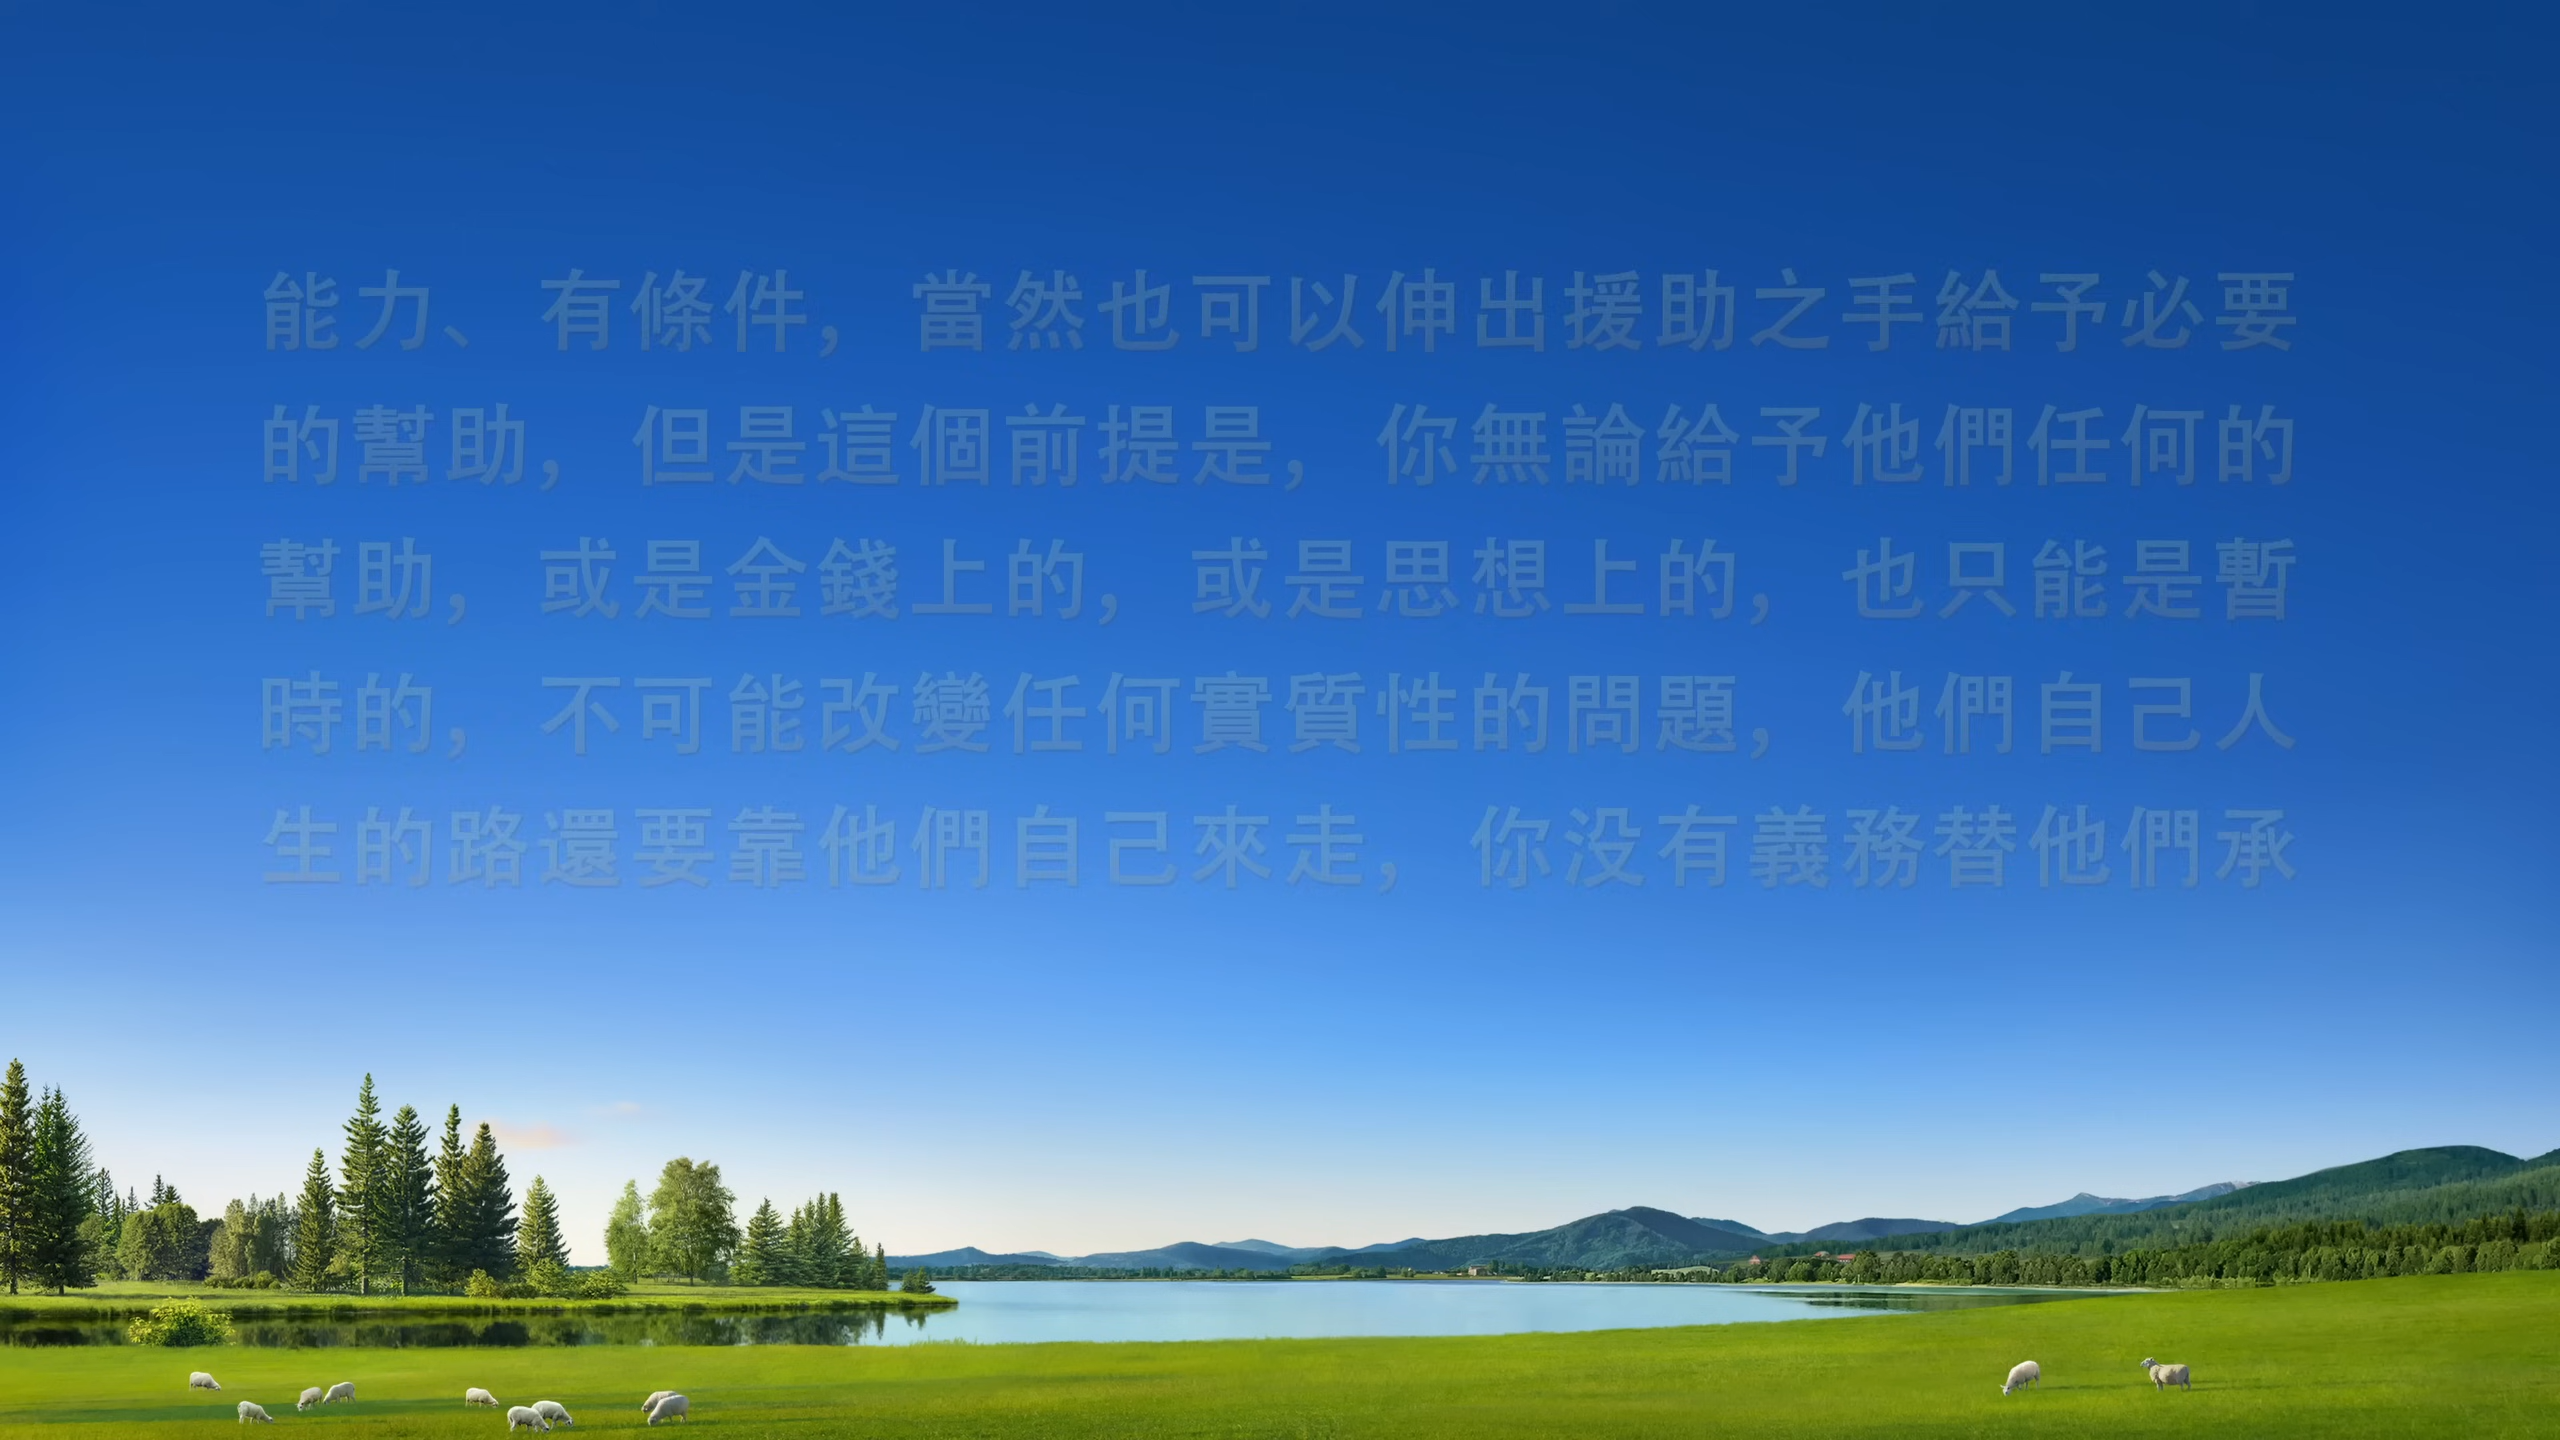 能力、有條件，當然也可以伸出援助之手給予必要
的幫助，但是這個前提是，你無論給予他們任何的
幫助，或是金錢上的，或是思想上的，也只能是暫
時的，不可能改變任何實質性的問題，他們自己人
生的路還要靠他們自己來走，你没有義務替他們承